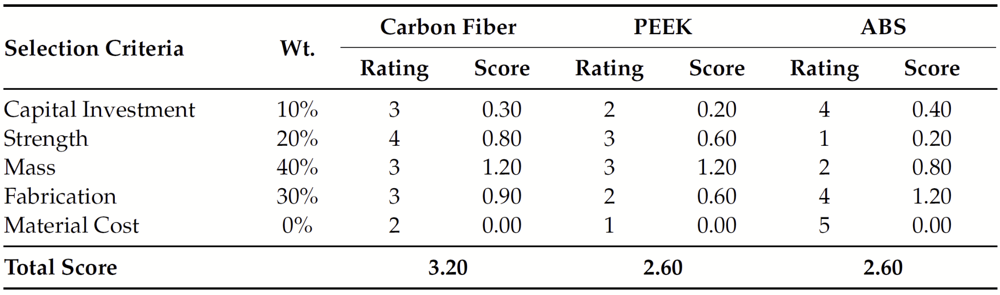 Carbon Fiber PEEK ABS
Selection Criteria Wt.
Rating Score Rating Score Rating Score
Capital Investment 10% 3 0.30 2 0.20 4 0.40
Strength 20% 4 0.80 3 0.60 1 0.20
Mass 40% 3 1.20 3 1.20 2 0.80
Fabrication 30% 3 0.90 2 0.60 4 1.20
Material Cost 0% 2 0.00 1 0.00 5 0.00
Total Score 3.20 2.60 2.60